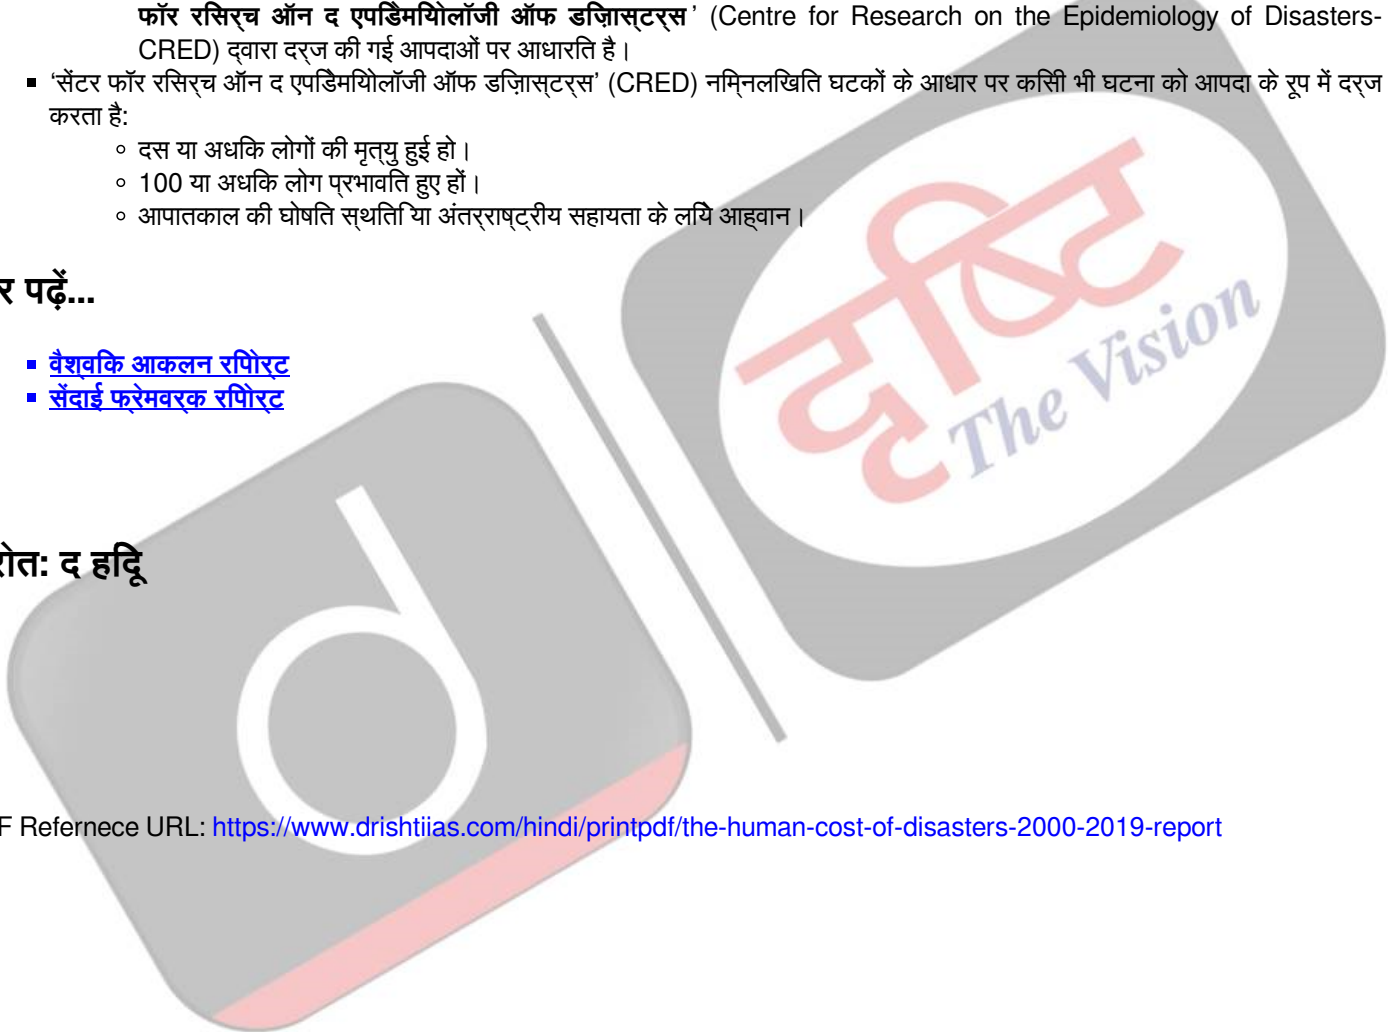 फॉर रिसर्च ऑन द एपिडेमियोलॉजी ऑफ डिज़ास्टर्स’ (Centre for Research on the Epidemiology of Disasters-
CRED) द्वारा दर्ज की गई आपदाओं पर आधारित है।
‘सेंटर फॉर रिसर्च ऑन द एपिडेमियोलॉजी ऑफ डिज़ास्टर्स’ (CRED) निम्नलिखित घटकों के आधार पर किसी भी घटना को आपदा के रूप में दर्ज
करता है:
दस या अधिक लोगों की मृत्यु हुई हो।
100 या अधिक लोग प्रभावित हुए हों।
आपातकाल की घोषित स्थिति या अंतर्राष्ट्रीय सहायता के लिये आह्वान।
र पढ़ें...
वैश्विक आकलन रिपोर्ट
सेंदाई फ्रेमवर्क रिपोर्ट
रोत: द हिंदू
F Refernece URL: https://www.drishtiias.com/hindi/printpdf/the-human-cost-of-disasters-2000-2019-report
दृष्टि
The Vision
d